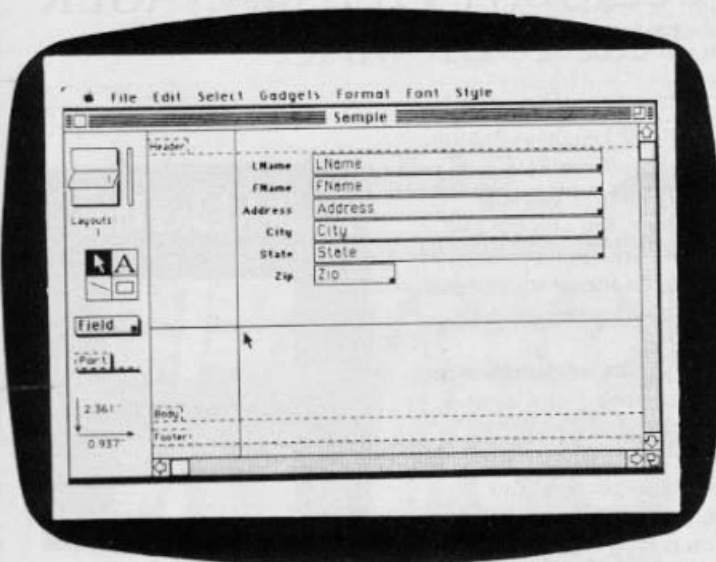 File Edit Select Gadgets Format Font Style
Sample
Header
LName LName
FName FName
Address Address
City City
State State
Zip Zip
1
Layouts:
1
A
Field
Part
2.361"
0.937"
Body
Footer